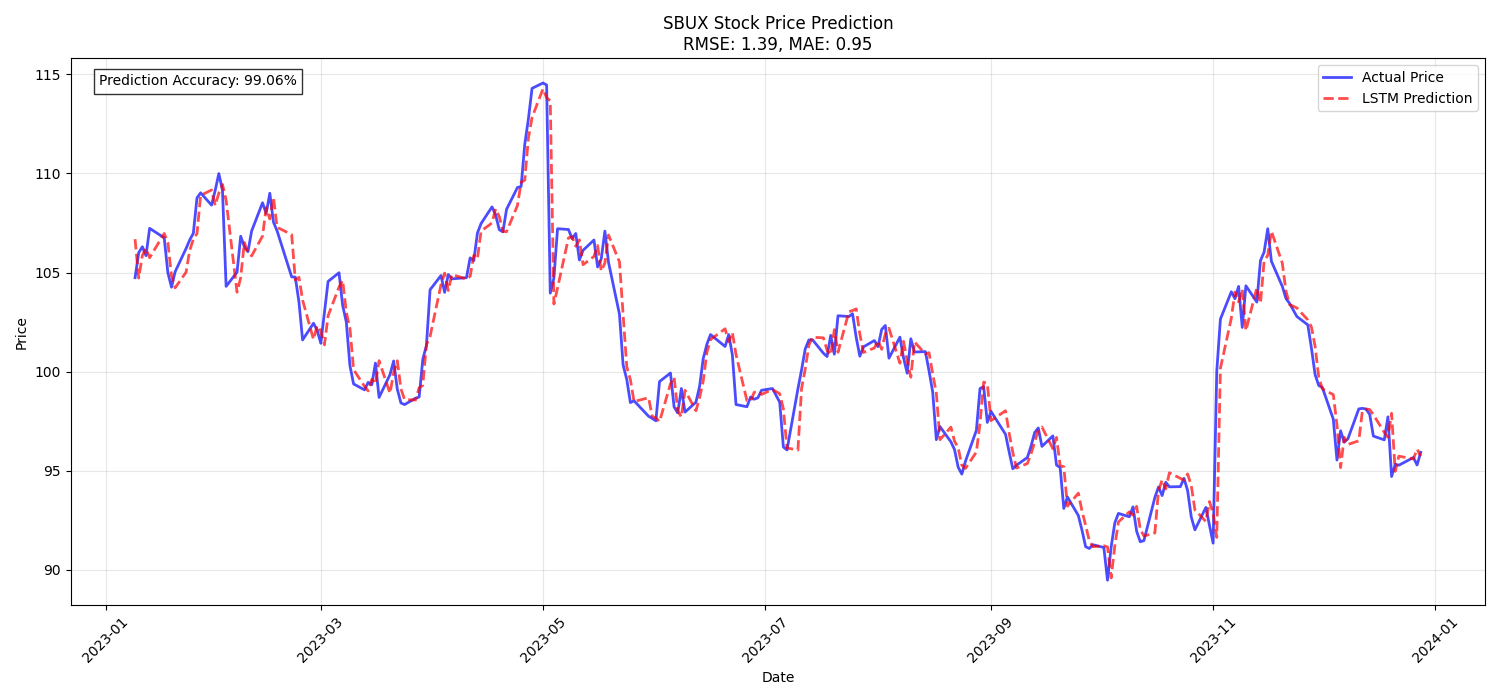 SBUX Stock Price Prediction
RMSE: 1.39, MAE: 0.95
Prediction Accuracy: 99.06%
Actual Price
LSTM Prediction
Price
115
110
105
100
95
90
2023-01
2023-03
2023-05
2023-07
2023-09
2023-11
2024-01
Date